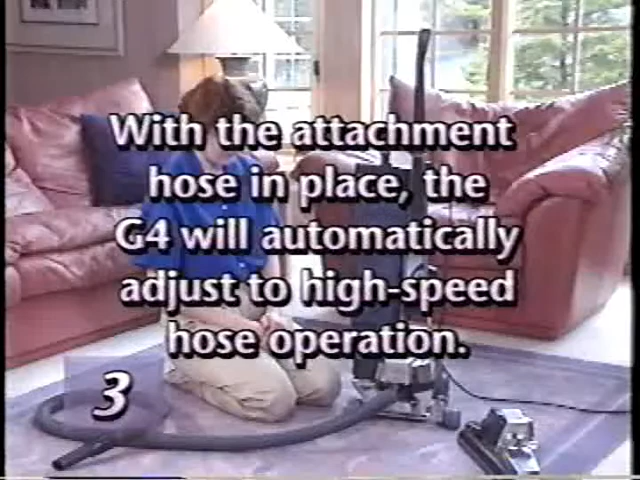 With the attachment
hose in place, the
G4 will automatically
adjust to high-speed
hose operation.
3